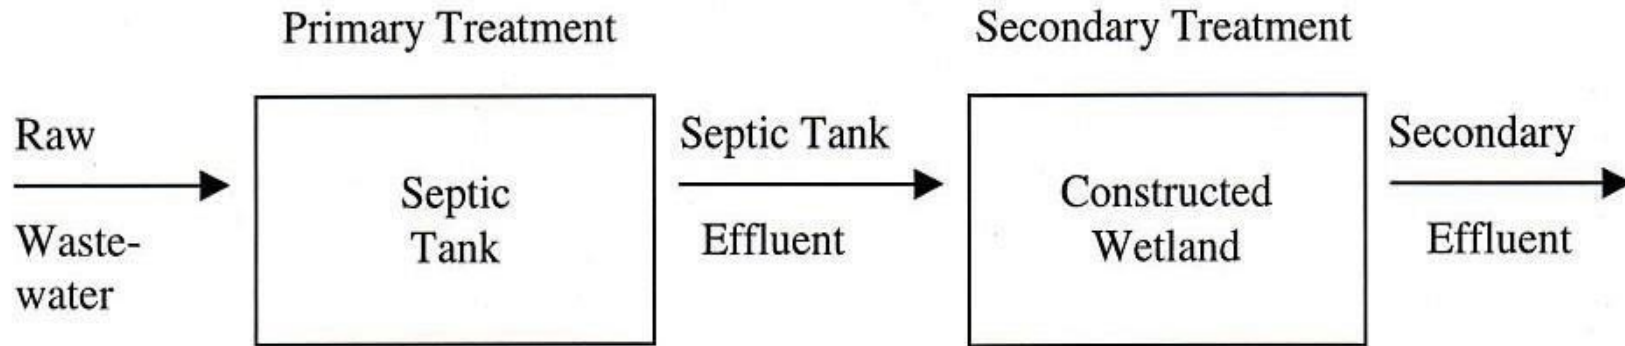 Primary Treatment
Secondary Treatment
Raw
Waste-
water
Septic
Tank
Septic Tank
Effluent
Constructed
Wetland
Secondary
Effluent